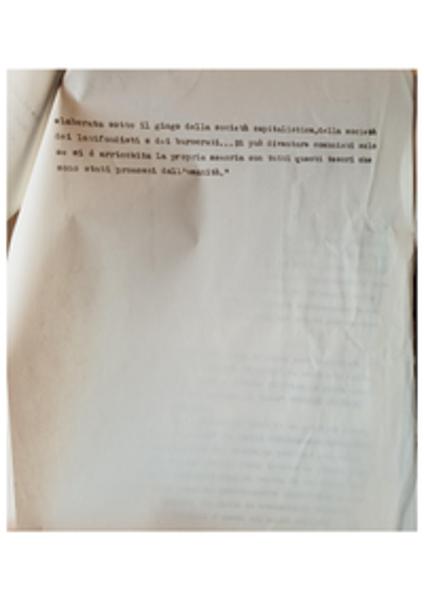 elaborata sotto il giogo della società capitalistica,della società
dei latifondisti e dei burocrati...Si può diventare comunisti solo
se si é arricchita la propria memoria con tutti questi tesori che
sono stati promessi dall'umanità."